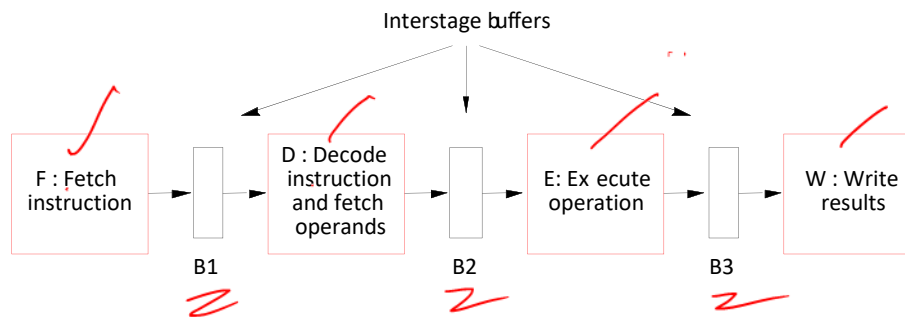 Interstage buffers
F : Fetch
instruction
B1
D : Decode
instruction
and fetch
operands
B2
E: Ex ecute
operation
B3
W : Write
results